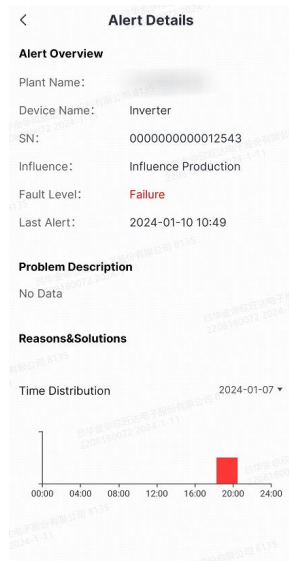 Alert Details
Alert Overview
Plant Name:
Device Name: Inverter
SN: 0000000000012543
Influence: Influence Production
Fault Level: Failure
Last Alert: 2024-01-10 10:49
Problem Description
No Data
Reasons&Solutions
Time Distribution 2024-01-07
00:00 04:00 08:00 12:00 16:00 20:00 24:00